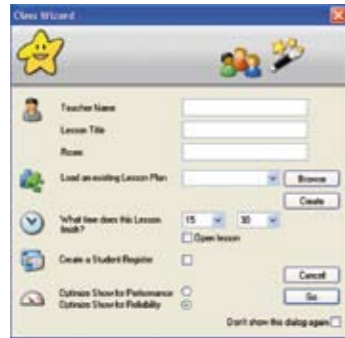 Class Wizard
Teacher Name
Lesson Title
Room
Load an existing Lesson Plan
Browse
Create
What time does this Lesson
finish?
15 30
Open lesson
Create a Student Register
Cancel
Optimize Show for Performance
Optimize Show for Reliability
Go
Don't show this dialog again